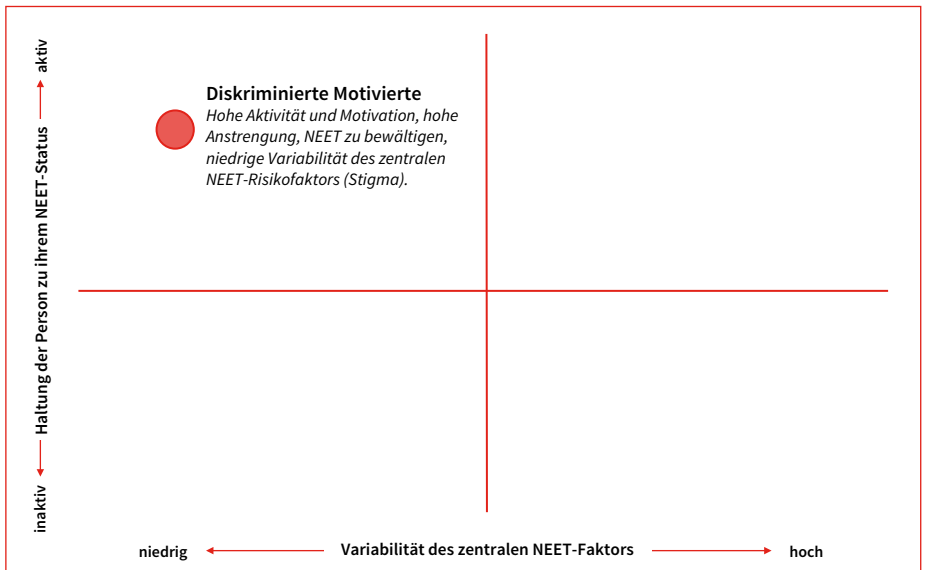 aktiv
Haltung der Person zu ihrem NEET-Status
inaktiv
Diskriminierte Motivierte
Hohe Aktivität und Motivation, hohe
Anstrengung, NEET zu bewältigen,
niedrige Variabilität des zentralen
NEET-Risikofaktors (Stigma).
niedrig
Variabilität des zentralen NEET-Faktors
hoch